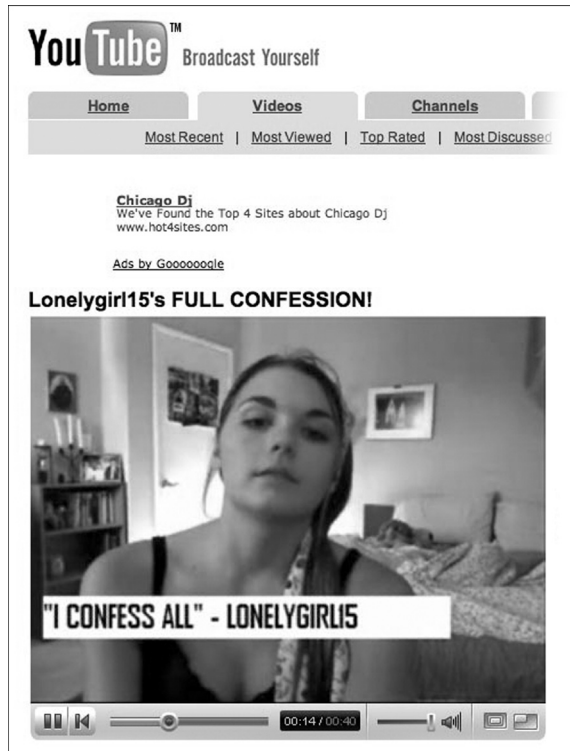 YouTube™ Broadcast Yourself
Home Videos Channels
Most Recent | Most Viewed | Top Rated | Most Discussed
Chicago Dj
We've Found the Top 4 Sites about Chicago Dj
www.hot4sites.com
Ads by Goooooogle
Lonelygirl15's FULL CONFESSION!
"I CONFESS ALL" - LONELYGIRL15
00:14 / 00:40